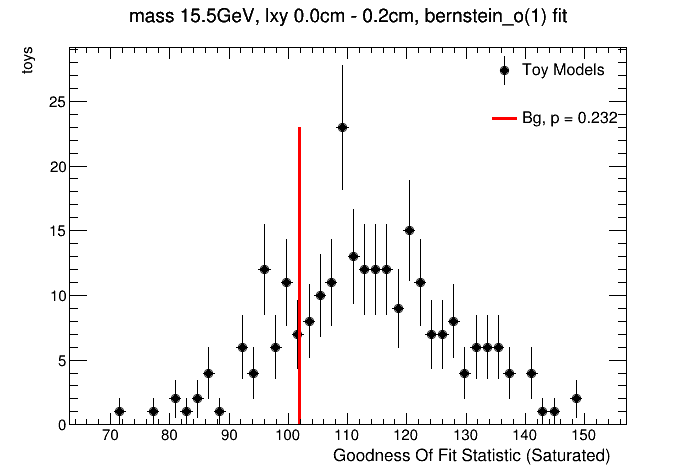 mass 15.5GeV, lxy 0.0cm - 0.2cm, bernstein_o(1) fit
toys
Toy Models
Bg, p = 0.232
25
20
15
10
5
0
70 80 90 100 110 120 130 140 150
Goodness Of Fit Statistic (Saturated)